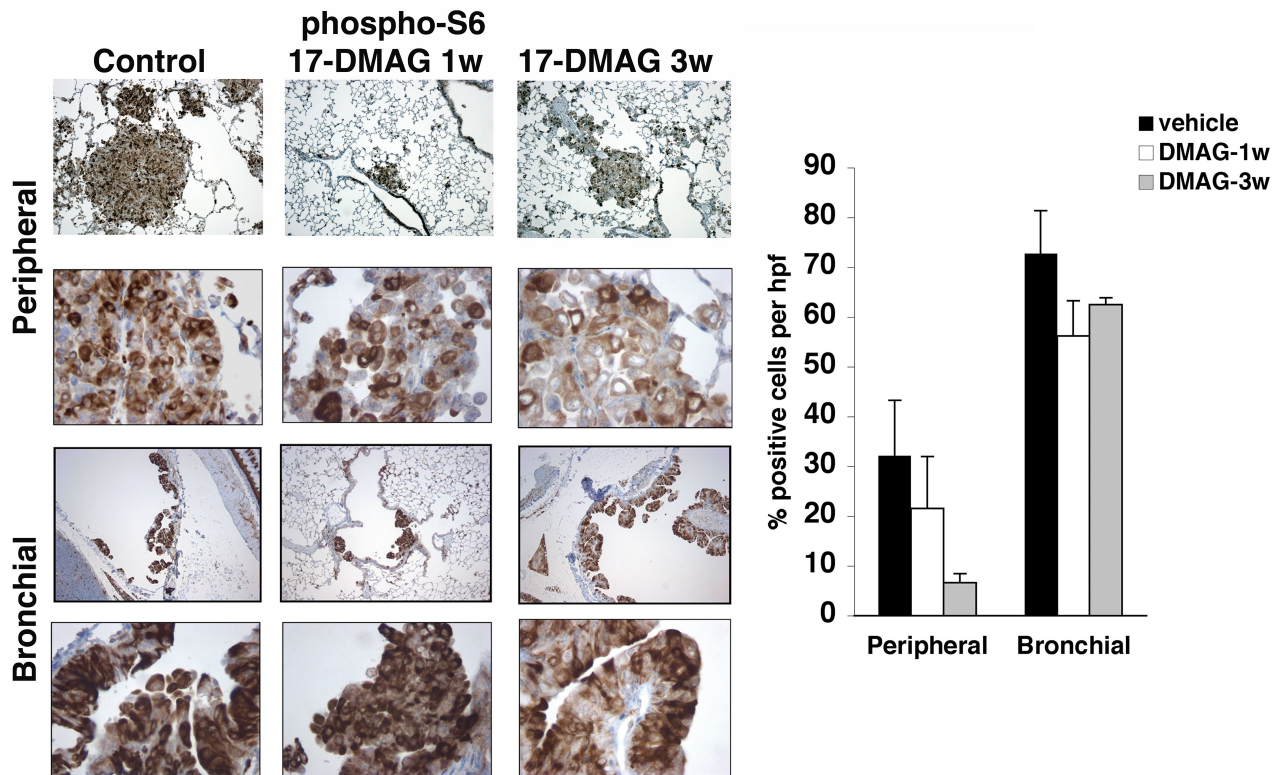 phospho-S6
Control 17-DMAG 1w 17-DMAG 3w
Peripheral
Bronchial
vehicle
DMAG-1w
DMAG-3w
% positive cells per hpf
90
80
70
60
50
40
30
20
10
0
Peripheral Bronchial